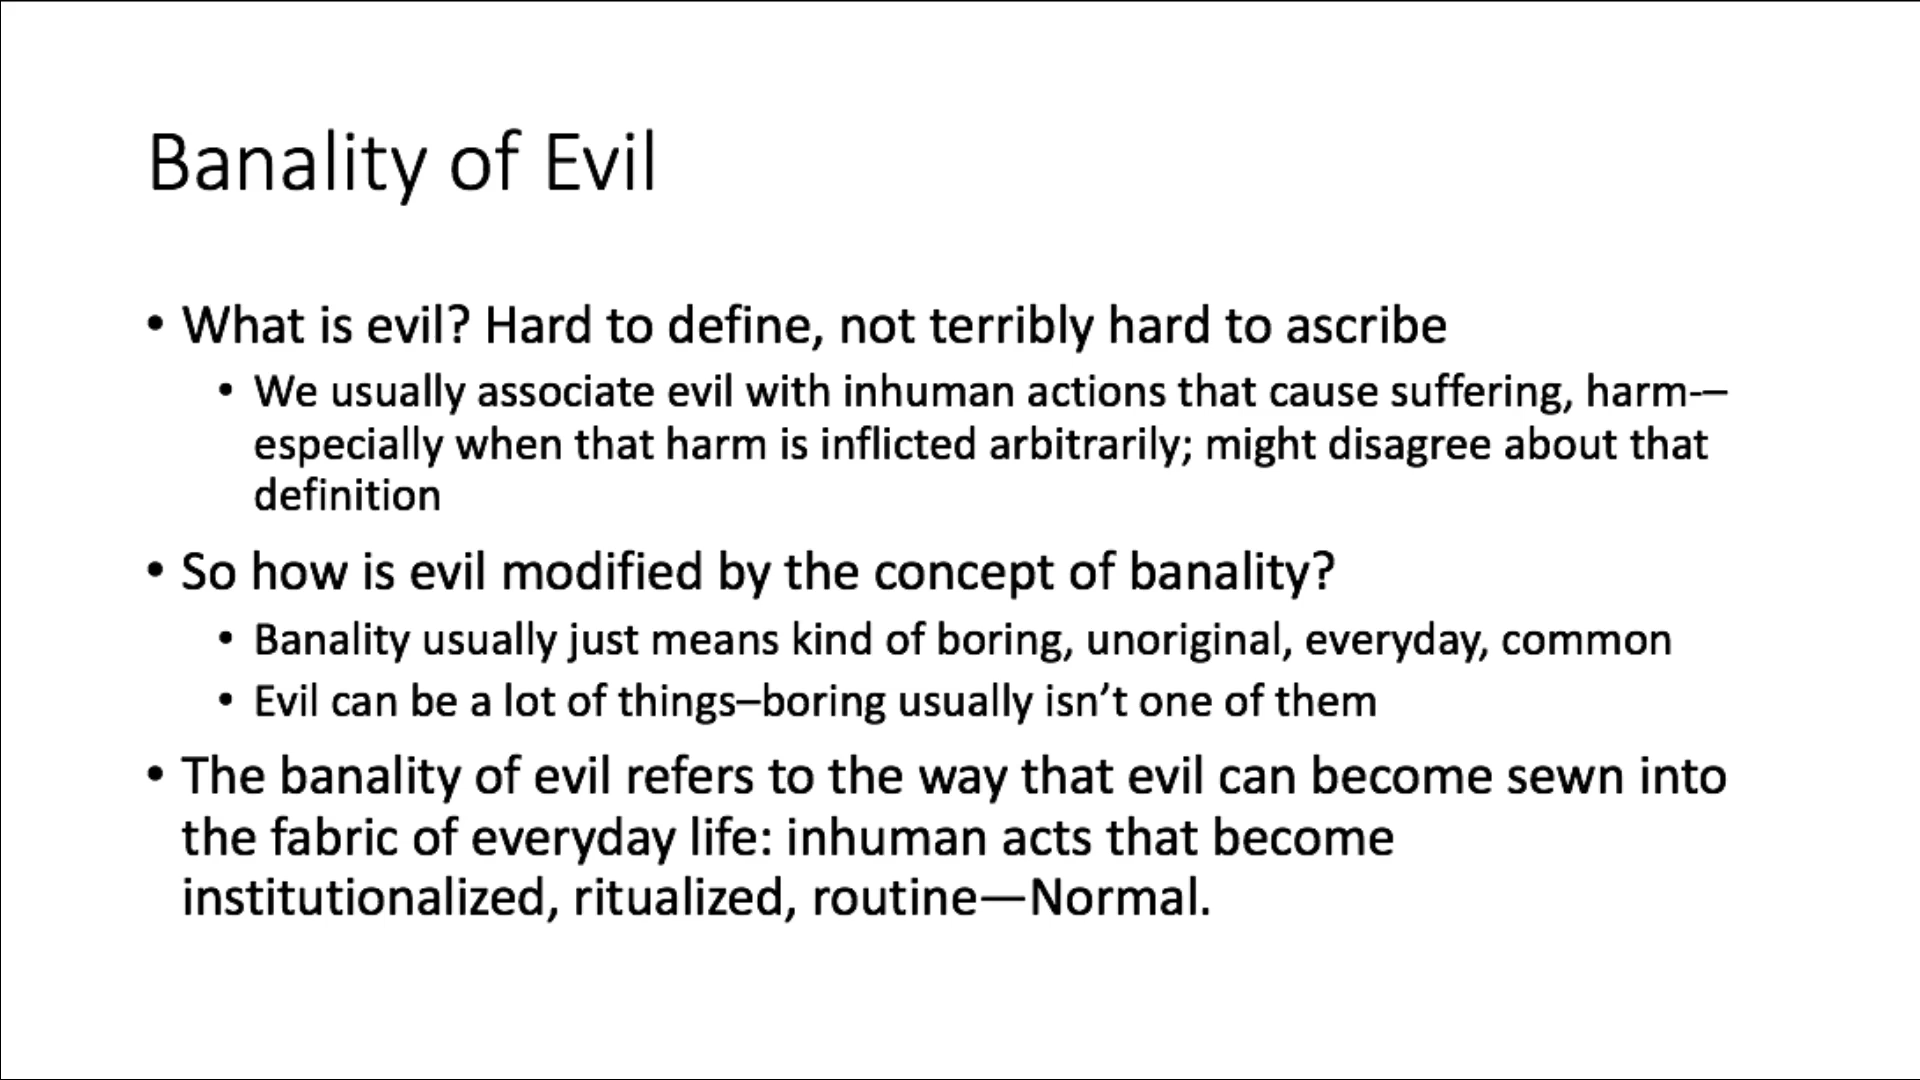 Banality of Evil
• What is evil? Hard to define, not terribly hard to ascribe
• We usually associate evil with inhuman actions that cause suffering, harm-–
especially when that harm is inflicted arbitrarily; might disagree about that
definition
• So how is evil modified by the concept of banality?
• Banality usually just means kind of boring, unoriginal, everyday, common
• Evil can be a lot of things–boring usually isn’t one of them
• The banality of evil refers to the way that evil can become sewn into
the fabric of everyday life: inhuman acts that become
institutionalized, ritualized, routine—Normal.